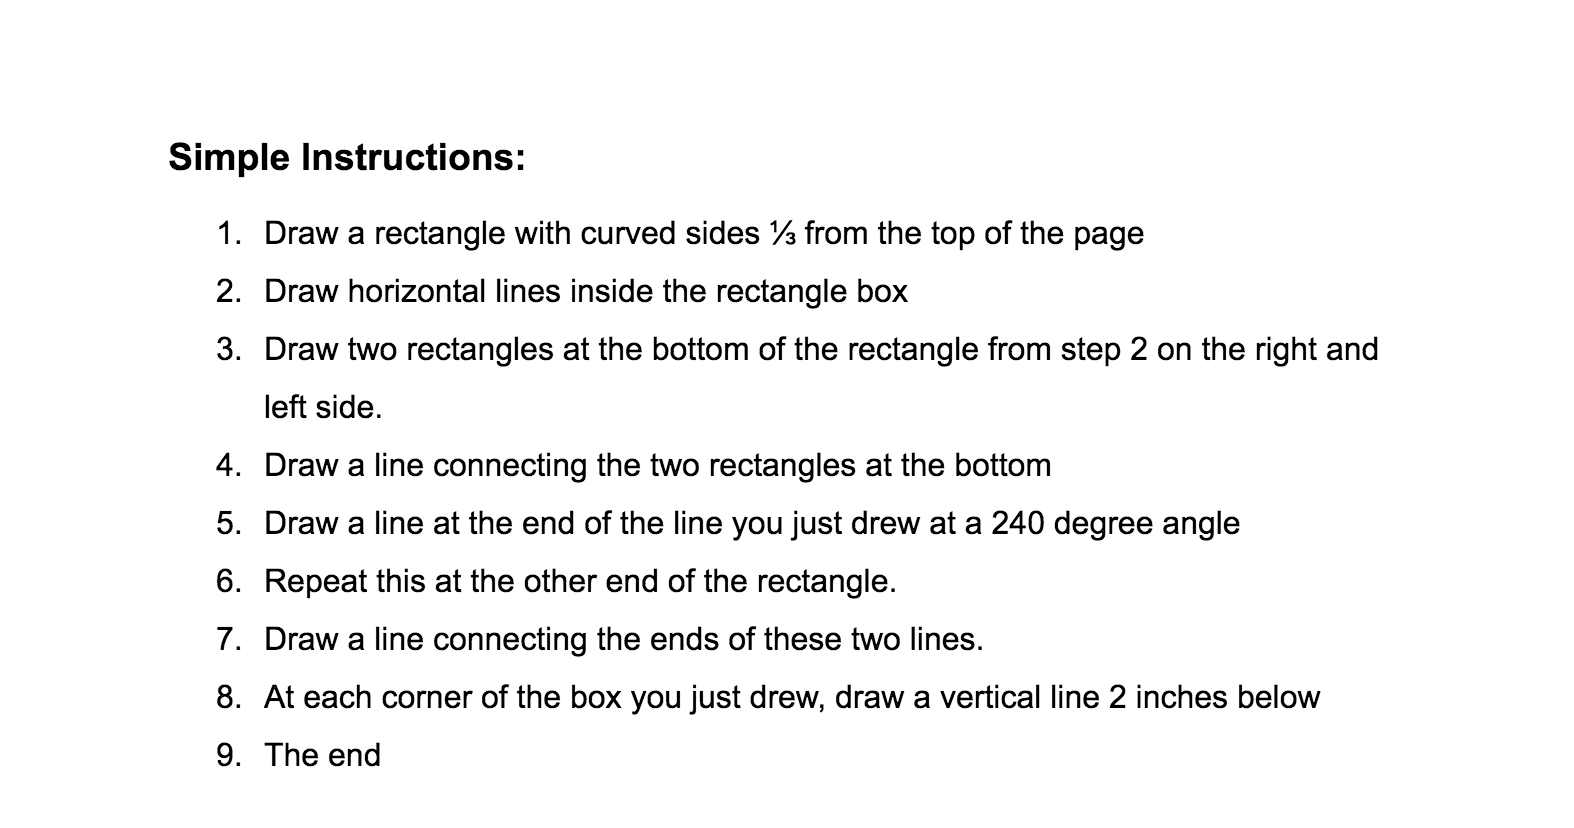 Simple Instructions:
1. Draw a rectangle with curved sides ⅓ from the top of the page
2. Draw horizontal lines inside the rectangle box
3. Draw two rectangles at the bottom of the rectangle from step 2 on the right and
left side.
4. Draw a line connecting the two rectangles at the bottom
5. Draw a line at the end of the line you just drew at a 240 degree angle
6. Repeat this at the other end of the rectangle.
7. Draw a line connecting the ends of these two lines.
8. At each corner of the box you just drew, draw a vertical line 2 inches below
9. The end